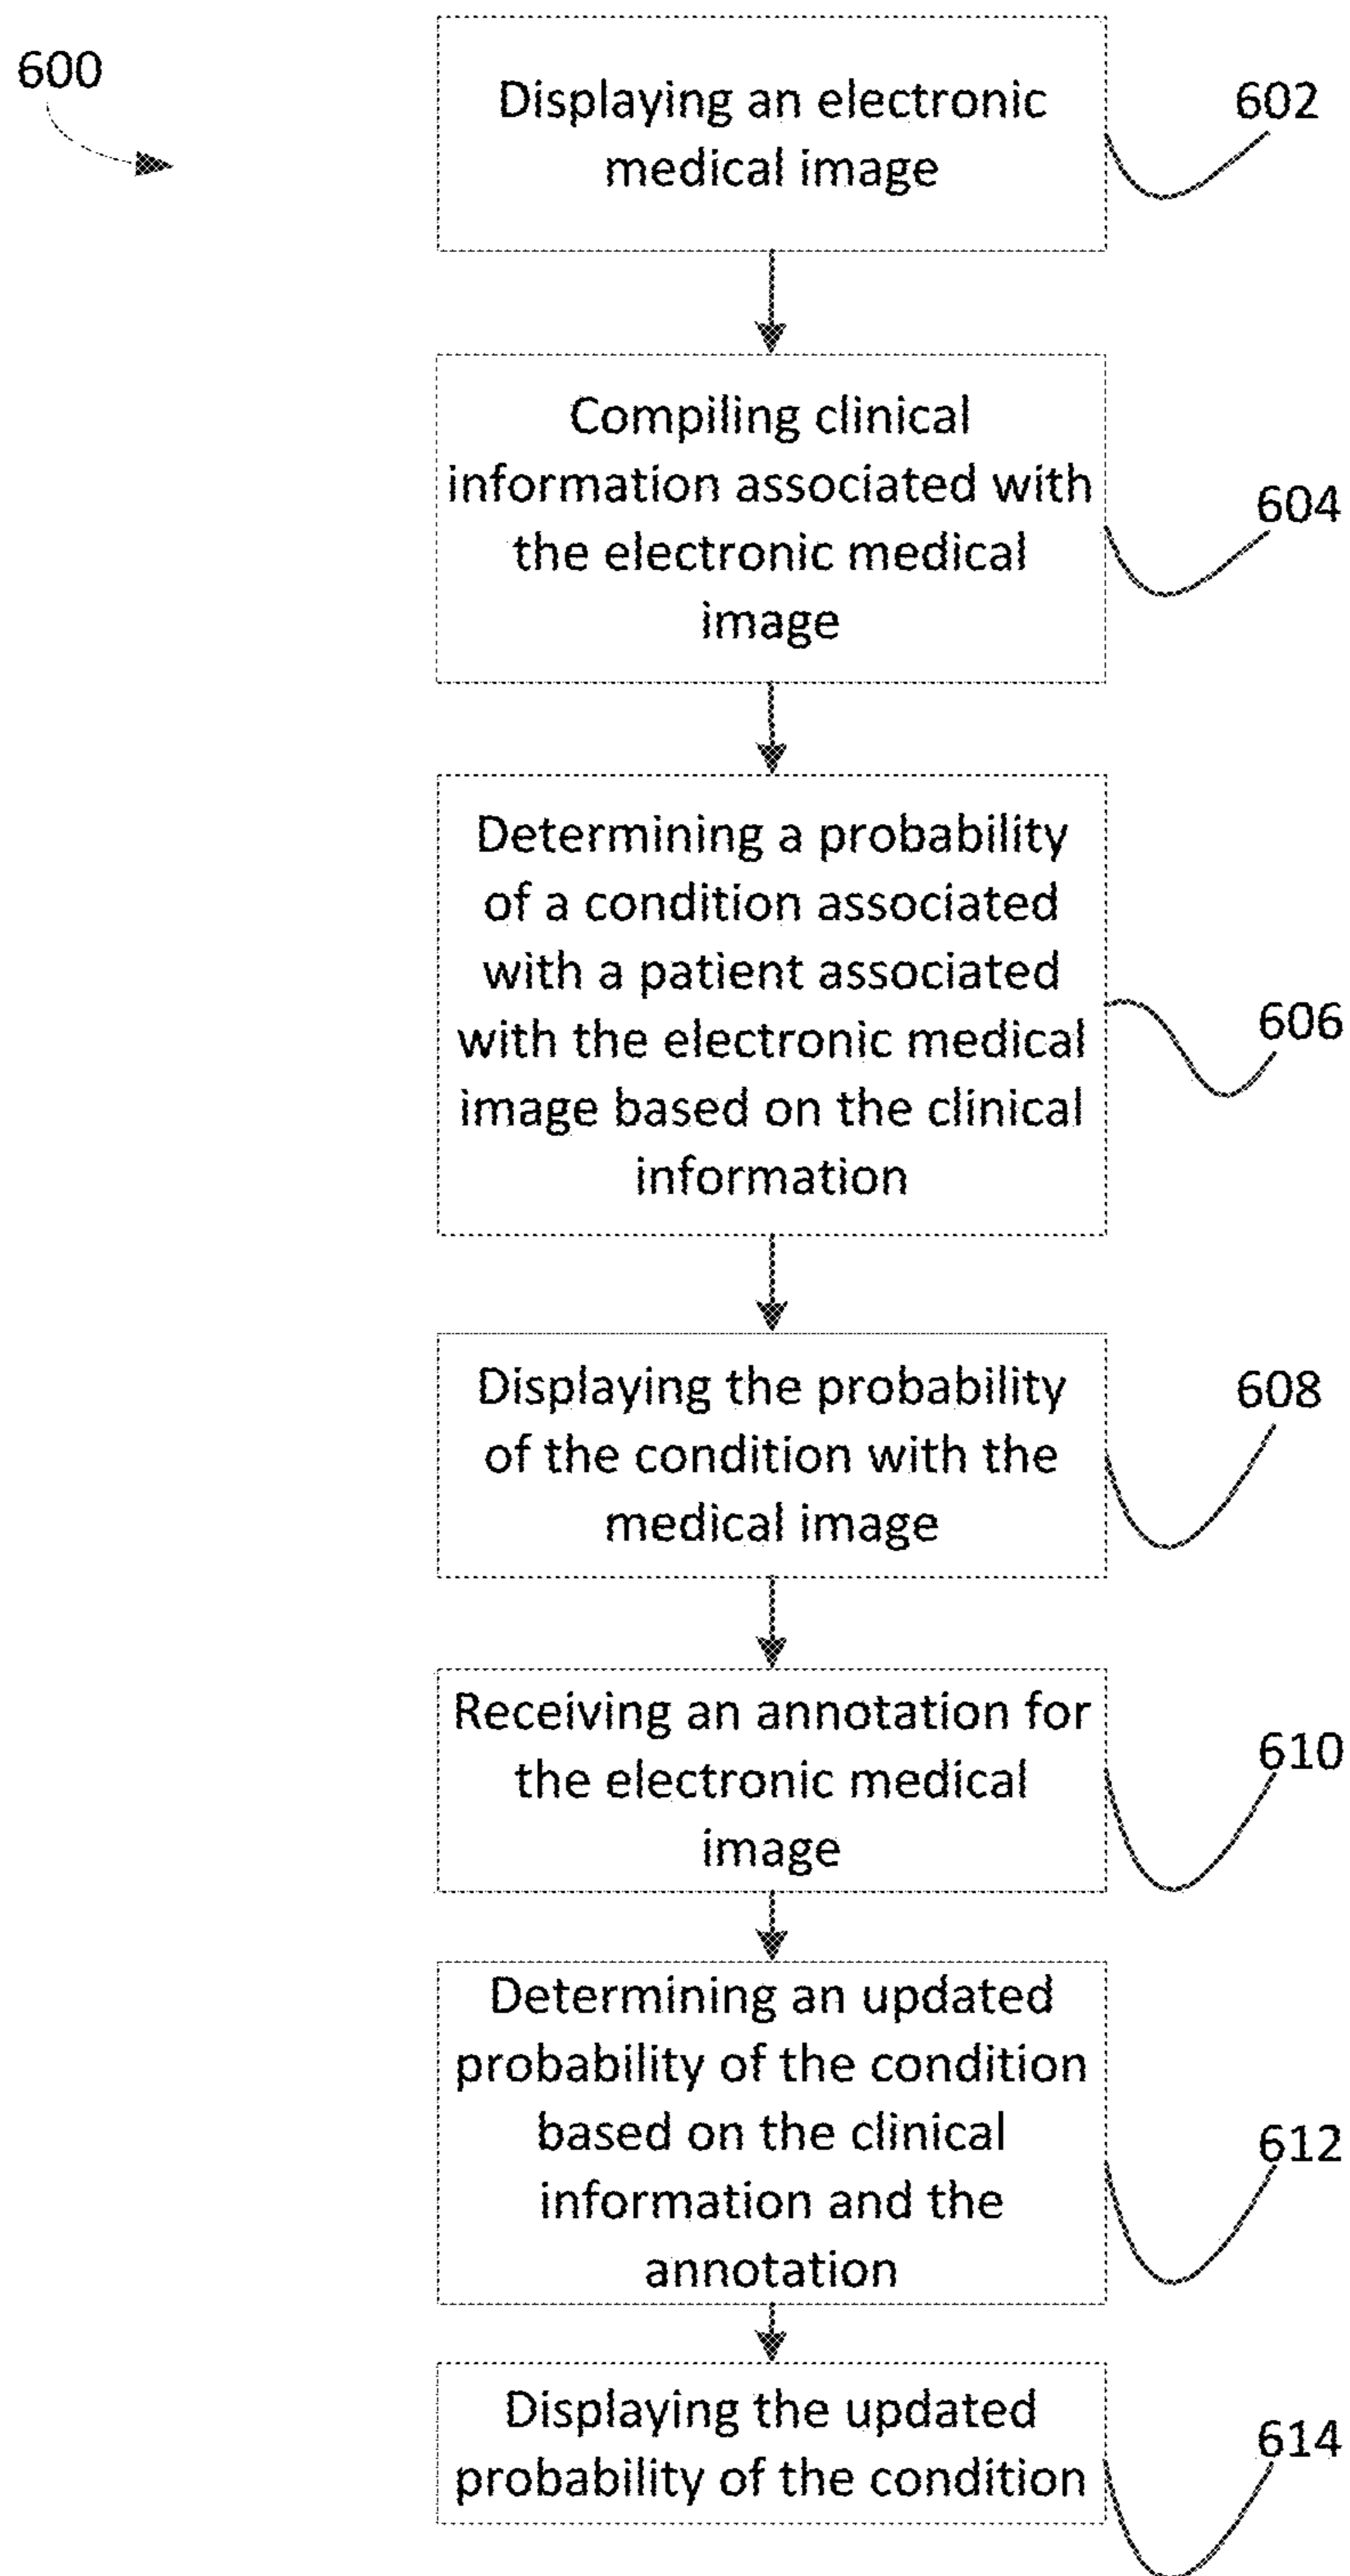 600
Displaying an electronic
medical image
602
Compiling clinical
information associated with
the electronic medical
image
604
Determining a probability
of a condition associated
with a patient associated
with the electronic medical
image based on the clinical
information
606
Displaying the probability
of the condition with the
medical image
608
Receiving an annotation for
the electronic medical
image
610
Determining an updated
probability of the condition
based on the clinical
information and the
annotation
612
Displaying the updated
probability of the condition
614